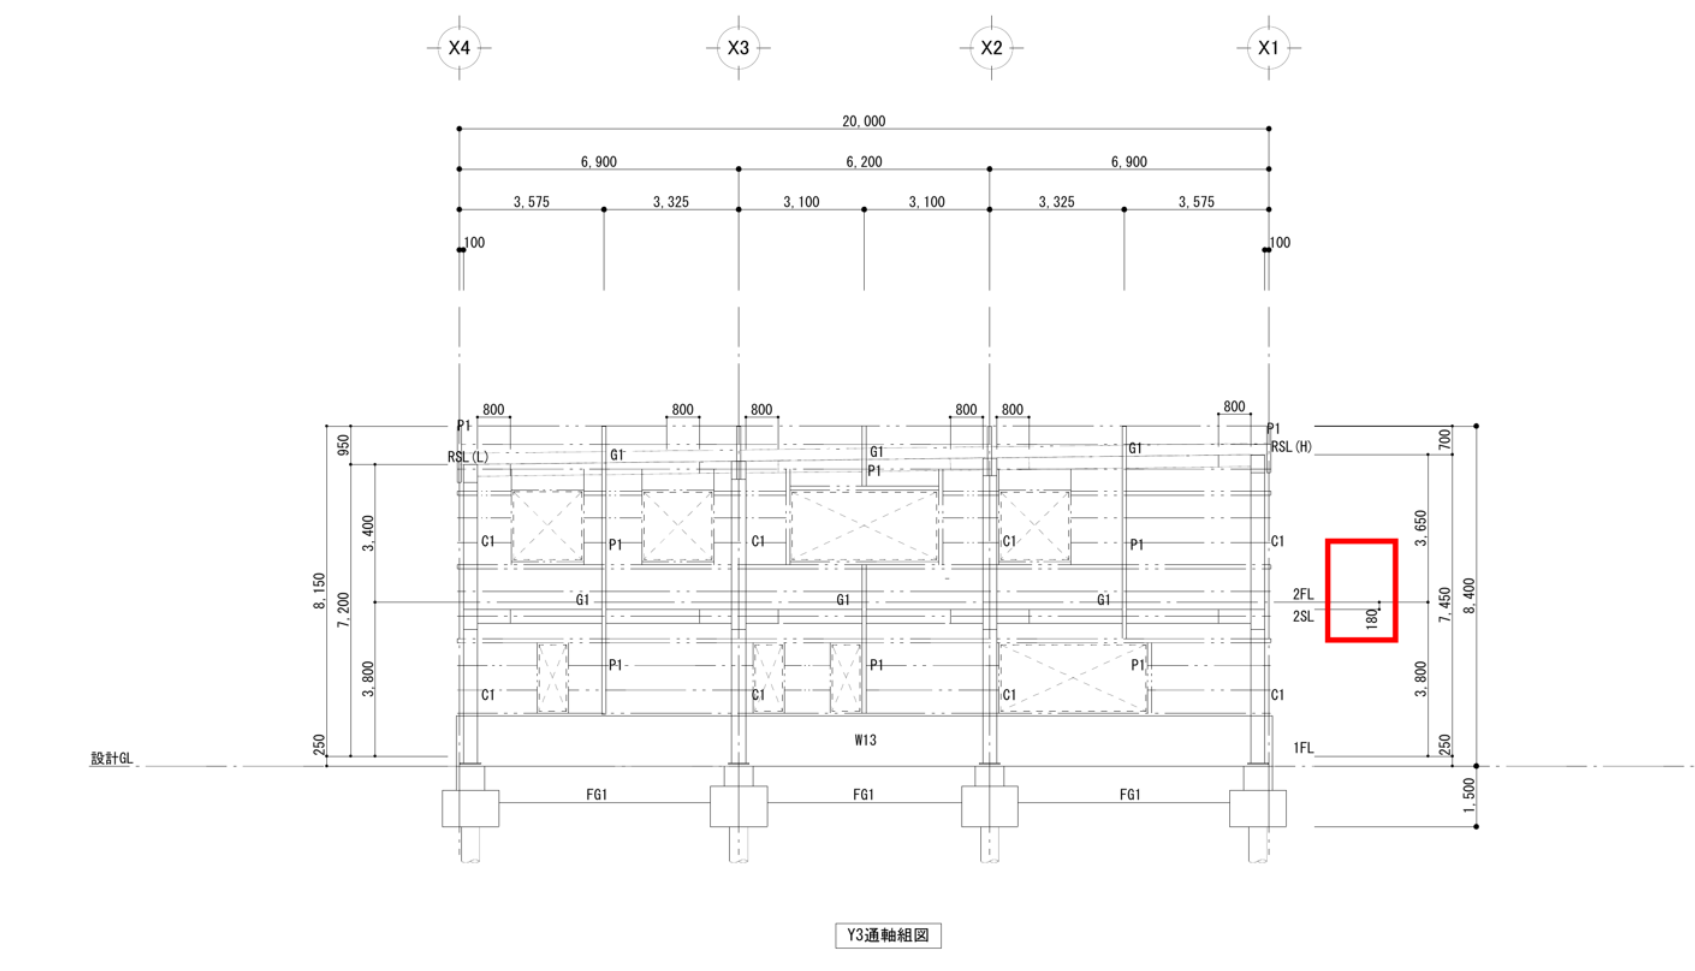 X4 X3 X2 X1
20,000
6,900 6,200 6,900
3,575 3,325 3,100 3,100 3,325 3,575
100 100
800 800 800 800 800 800
P1 P1
950 700
G1 G1 G1
RSL(L) RSL(H)
P1
3,400 3,650
C1 P1 C1 C1 P1 C1
8,150 7,200 7,450 8,400
2FL
G1 G1 G1
2SL 180
3,800 3,800
P1 P1 P1
C1 C1 C1 C1
250 250
W13 1FL
設計GL
FG1 FG1 FG1
1,500
Y3通軸組図